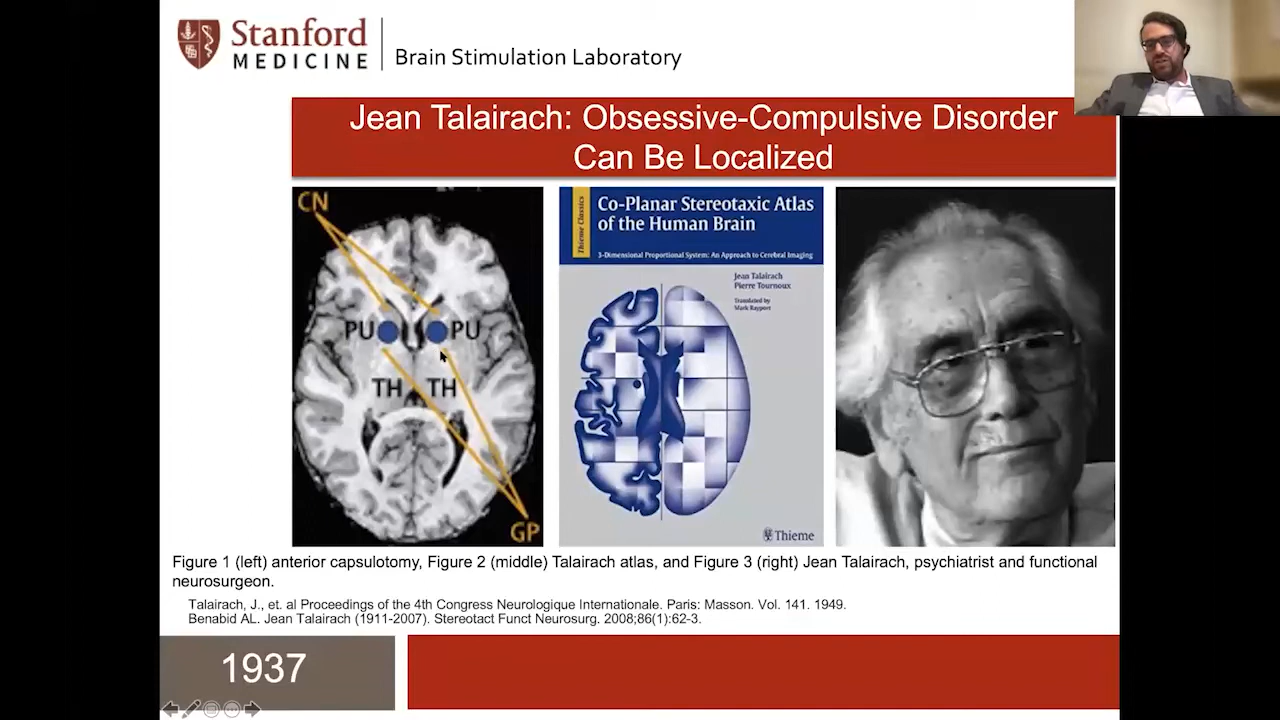 Stanford
MEDICINE
Brain Stimulation Laboratory
Jean Talairach: Obsessive-Compulsive Disorder
Can Be Localized
CN
PU PU
TH TH
GP
Thieme Classics
Co-Planar Stereotaxic Atlas
of the Human Brain
3-Dimensional Proportional System: An Approach to Cerebral Imaging
Jean Talairach
Pierre Tournoux
Translated by
Mark Rayport
Thieme
Figure 1 (left) anterior capsulotomy, Figure 2 (middle) Talairach atlas, and Figure 3 (right) Jean Talairach, psychiatrist and functional
neurosurgeon.
Talairach, J., et. al Proceedings of the 4th Congress Neurologique Internationale. Paris: Masson. Vol. 141. 1949.
Benabid AL. Jean Talairach (1911-2007). Stereotact Funct Neurosurg. 2008;86(1):62-3.
1937